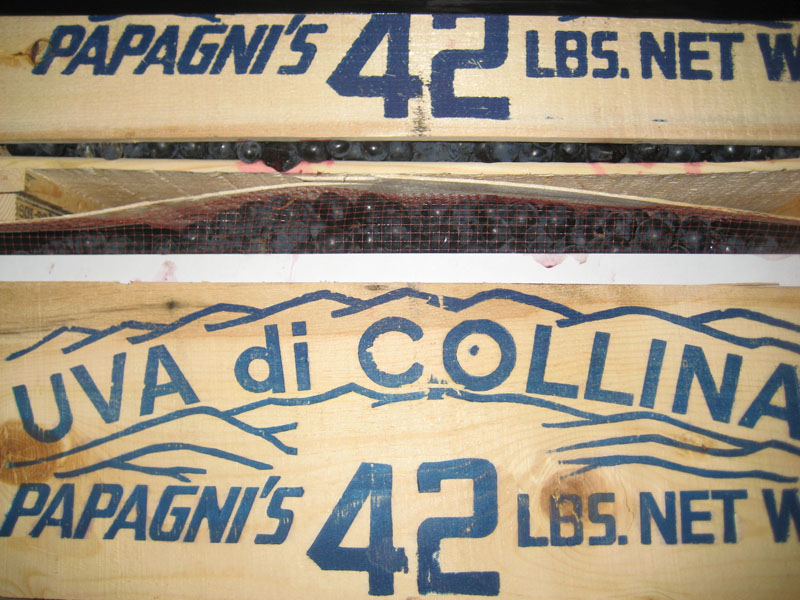 PAPAGNI'S 42 LBS. NET W
UVA di COLLINA
PAPAGNI'S 42 LBS. NET W